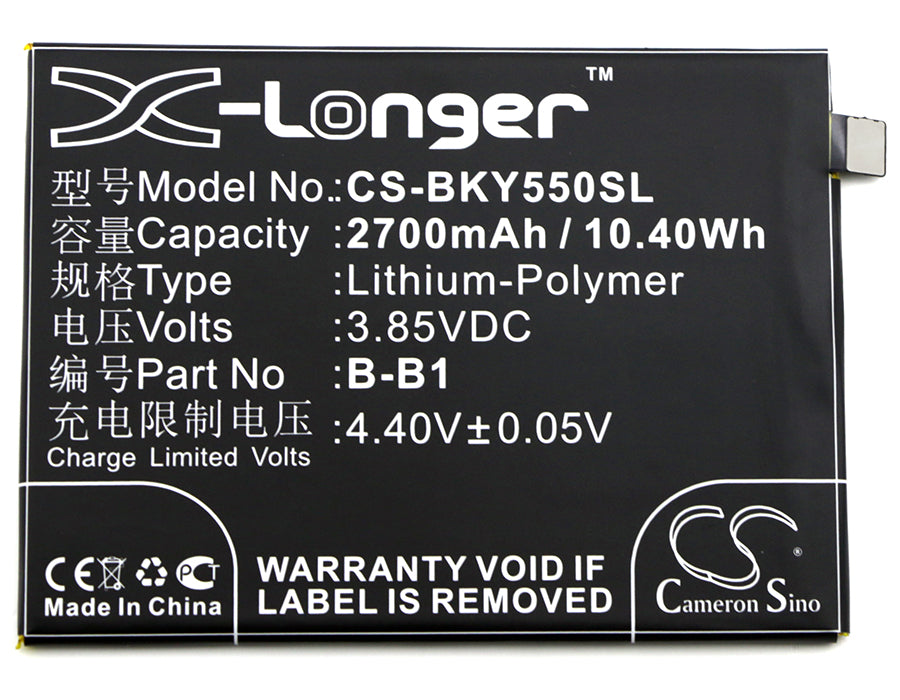 X-Longer™
型号Model No.:CS-BKY550SL
容量Capacity :2700mAh / 10.40Wh
规格Type :Lithium-Polymer
电压Volts :3.85VDC
编号Part No :B-B1
充电限制电压 :4.40V±0.05V
Charge Limited Volts
CE PCT
Made In China
WARRANTY VOID IF
LABEL IS REMOVED
CS ®
Cameron Sino